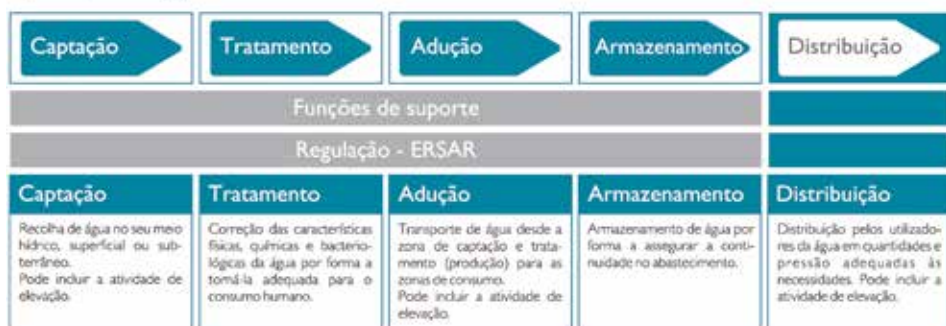 Captação
Tratamento
Adução
Armazenamento
Distribuição
Funções de suporte
Regulação - ERSAR
Captação
Recolha de água no seu meio
hídrico, superficial ou sub-
terrâneo.
Pode incluir a atividade de
elevação.
Tratamento
Correção das características
físicas, químicas e bacterio-
lógicas da água por forma a
torná-la adequada para o
consumo humano.
Adução
Transporte de água desde a
zona de captação e trata-
mento (produção) para as
zonas de consumo.
Pode incluir a atividade de
elevação.
Armazenamento
Armazenamento de água por
forma a assegurar a conti-
nuidade no abastecimento.
Distribuição
Distribuição pelos utilizado-
res da água em quantidades e
pressão adequadas às
necessidades. Pode incluir a
atividade de elevação.